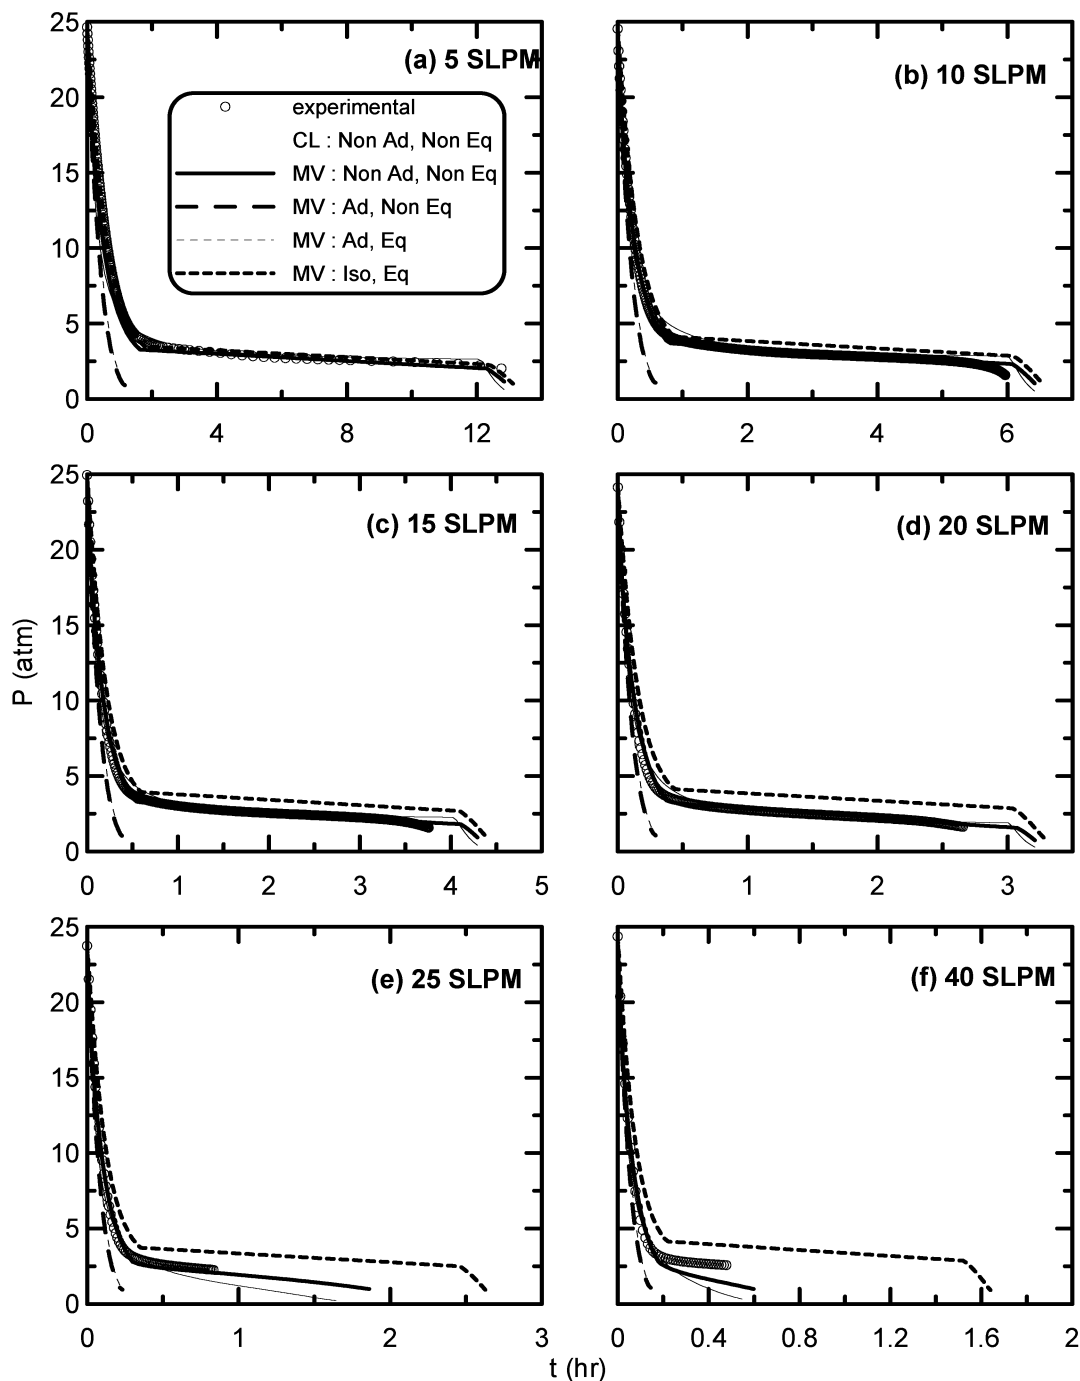 25
20
15
10
5
0
(a) 5 SLPM
experimental
CL : Non Ad, Non Eq
MV : Non Ad, Non Eq
MV : Ad, Non Eq
MV : Ad, Eq
MV : Iso, Eq
0 4 8 12
(b) 10 SLPM
0 2 4 6
25
20
15
10
5
0
P (atm)
(c) 15 SLPM
0 1 2 3 4 5
(d) 20 SLPM
0 1 2 3
25
20
15
10
5
0
(e) 25 SLPM
0 1 2 3
(f) 40 SLPM
0 0.4 0.8 1.2 1.6 2
t (hr)